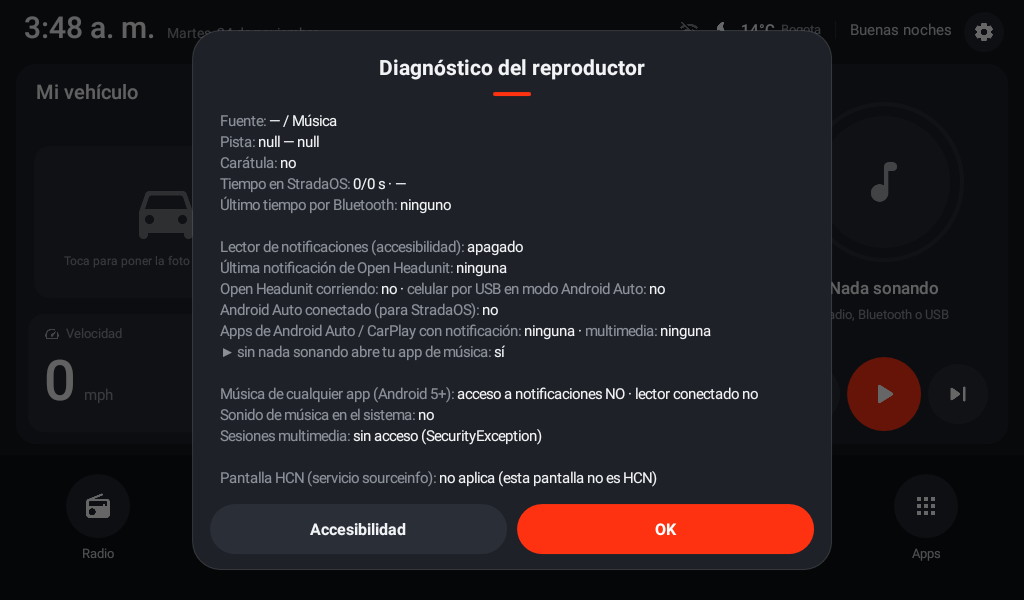 3:48 a. m.
Martes
14°C
Bogota
Buenas noches
Mi vehículo
Toca para poner la foto
Velocidad
0 mph
Diagnóstico del reproductor
Fuente: — / Música
Pista: null — null
Carátula: no
Tiempo en StradaOS: 0/0 s · —
Último tiempo por Bluetooth: ninguno
Lector de notificaciones (accesibilidad): apagado
Última notificación de Open Headunit: ninguna
Open Headunit corriendo: no · celular por USB en modo Android Auto: no
Android Auto conectado (para StradaOS): no
Apps de Android Auto / CarPlay con notificación: ninguna · multimedia: ninguna
► sin nada sonando abre tu app de música: sí
Música de cualquier app (Android 5+): acceso a notificaciones NO · lector conectado no
Sonido de música en el sistema: no
Sesiones multimedia: sin acceso (SecurityException)
Pantalla HCN (servicio sourceinfo): no aplica (esta pantalla no es HCN)
Accesibilidad
OK
Nada sonando
adio, Bluetooth o USB
Radio
Apps